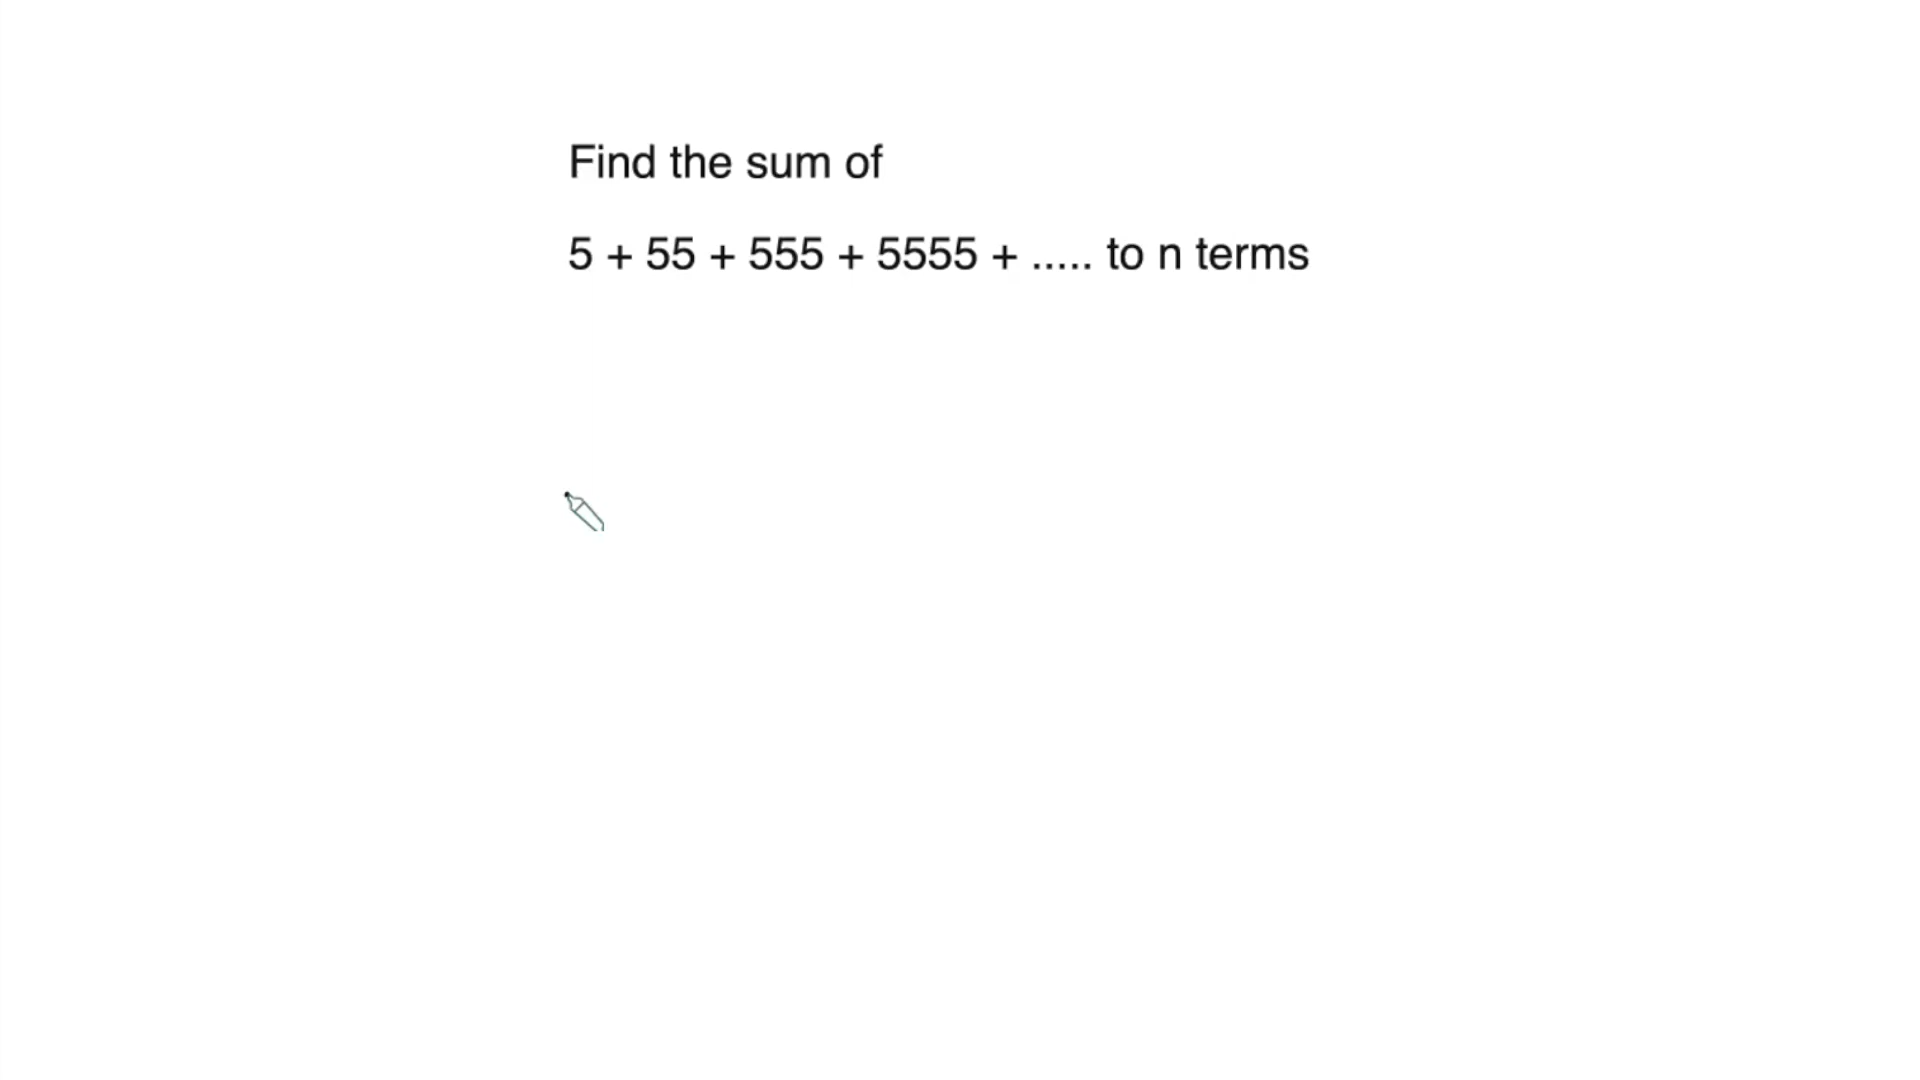 Find the sum of
5 + 55 + 555 + 5555 + ..... to n terms